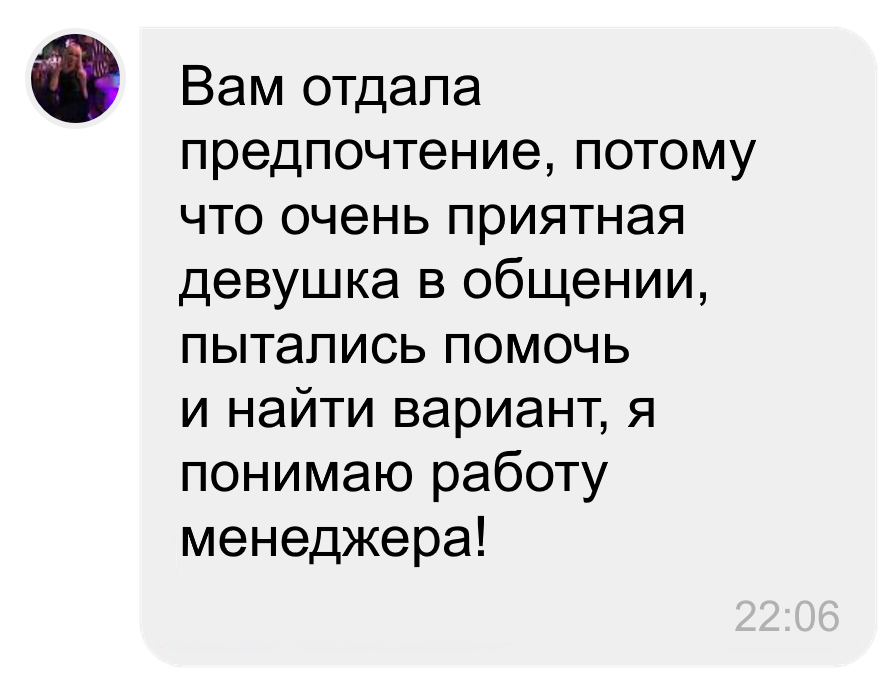 Вам отдала
предпочтение, потому
что очень приятная
девушка в общении,
пытались помочь
и найти вариант, я
понимаю работу
менеджера!
22:06